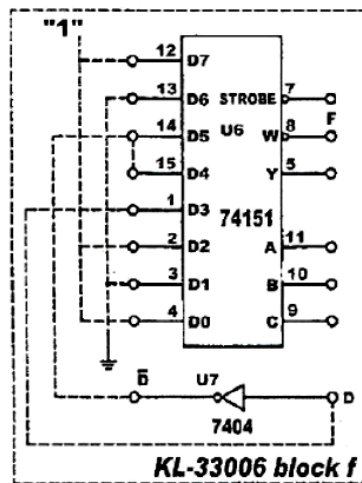 "1"
12 D7
13 D6 STROBE 7
14 D5 U6 W 8 F
15 D4 Y 5
1 D3 74151
2 D2 A 11
3 D1 B 10
4 D0 C 9
D̅ U7 D
7404
KL-33006 block f